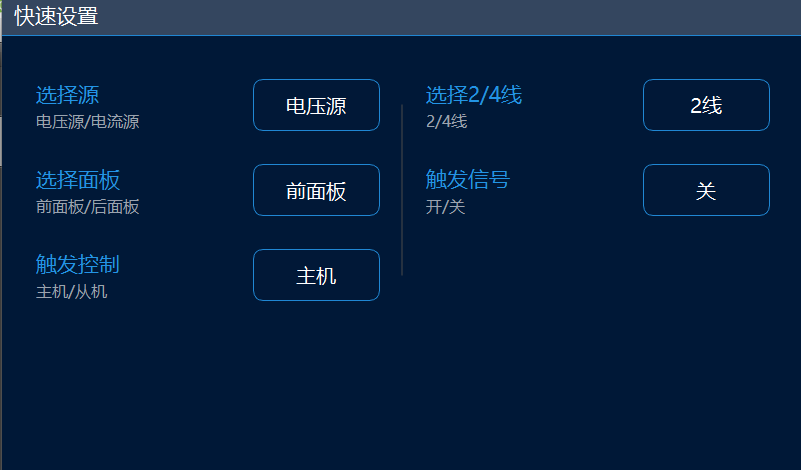 快速设置
选择源
电压源/电流源
电压源
选择面板
前面板/后面板
前面板
触发控制
主机/从机
主机
选择2/4线
2/4线
2线
触发信号
开/关
关